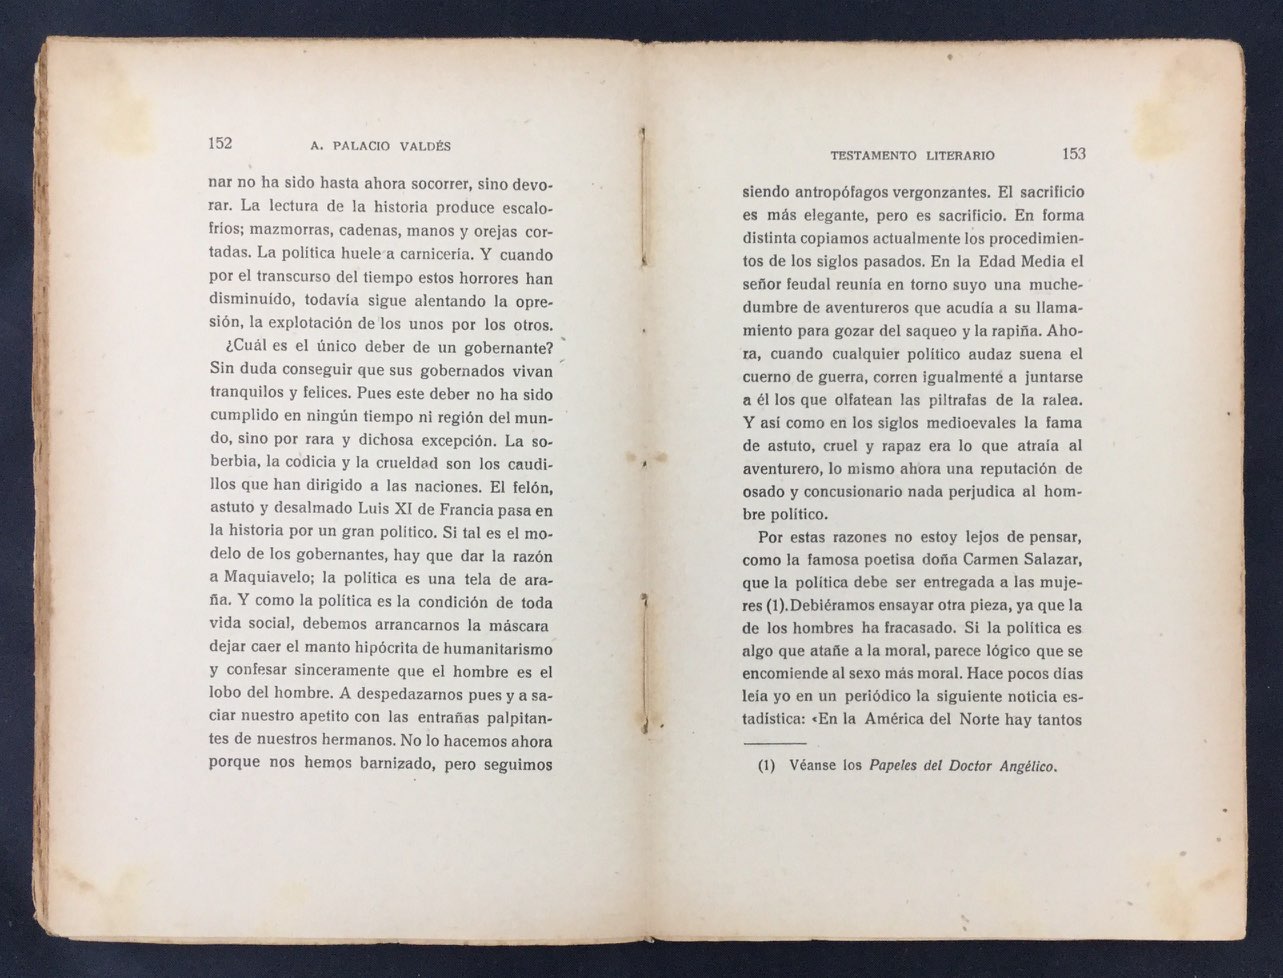 152
A. PALACIO VALDÉS
nar no ha sido hasta ahora socorrer, sino devo-
rar. La lectura de la historia produce escalo-
fríos; mazmorras, cadenas, manos y orejas cor-
tadas. La política huele a carnicería. Y cuando
por el transcurso del tiempo estos horrores han
disminuído, todavía sigue alentando la opre-
sión, la explotación de los unos por los otros.
¿Cuál es el único deber de un gobernante?
Sin duda conseguir que sus gobernados vivan
tranquilos y felices. Pues este deber no ha sido
cumplido en ningún tiempo ni región del mun-
do, sino por rara y dichosa excepción. La so-
berbia, la codicia y la crueldad son los caudi-
llos que han dirigido a las naciones. El felón,
astuto y desalmado Luis XI de Francia pasa en
la historia por un gran político. Si tal es el mo-
delo de los gobernantes, hay que dar la razón
a Maquiavelo; la política es una tela de ara-
ña. Y como la política es la condición de toda
vida social, debemos arrancarnos la máscara
dejar caer el manto hipócrita de humanitarismo
y confesar sinceramente que el hombre es el
lobo del hombre. A despedazarnos pues y a sa-
ciar nuestro apetito con las entrañas palpitan-
tes de nuestros hermanos. No lo hacemos ahora
porque nos hemos barnizado, pero seguimos
TESTAMENTO LITERARIO
153
siendo antropófagos vergonzantes. El sacrificio
es más elegante, pero es sacrificio. En forma
distinta copiamos actualmente los procedimien-
tos de los siglos pasados. En la Edad Media el
señor feudal reunía en torno suyo una muche-
dumbre de aventureros que acudía a su llama-
miento para gozar del saqueo y la rapiña. Aho-
ra, cuando cualquier político audaz suena el
cuerno de guerra, corren igualmente a juntarse
a él los que olfatean las piltrafas de la ralea.
Y así como en los siglos medioevales la fama
de astuto, cruel y rapaz era lo que atraía al
aventurero, lo mismo ahora una reputación de
osado y concusionario nada perjudica al hom-
bre político.
Por estas razones no estoy lejos de pensar,
como la famosa poetisa doña Carmen Salazar,
que la política debe ser entregada a las muje-
res (1). Debiéramos ensayar otra pieza, ya que la
de los hombres ha fracasado. Si la política es
algo que atañe a la moral, parece lógico que se
encomiende al sexo más moral. Hace pocos días
leía yo en un periódico la siguiente noticia es-
tadística: «En la América del Norte hay tantos
(1) Véanse los Papeles del Doctor Angélico.